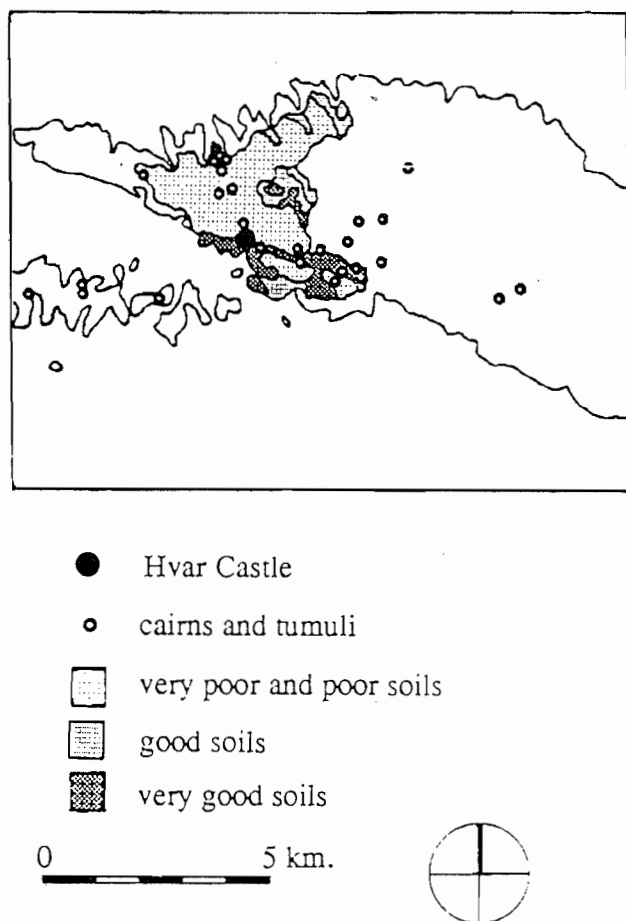 Hvar Castle
cairns and tumuli
very poor and poor soils
good soils
very good soils
0 5 km.